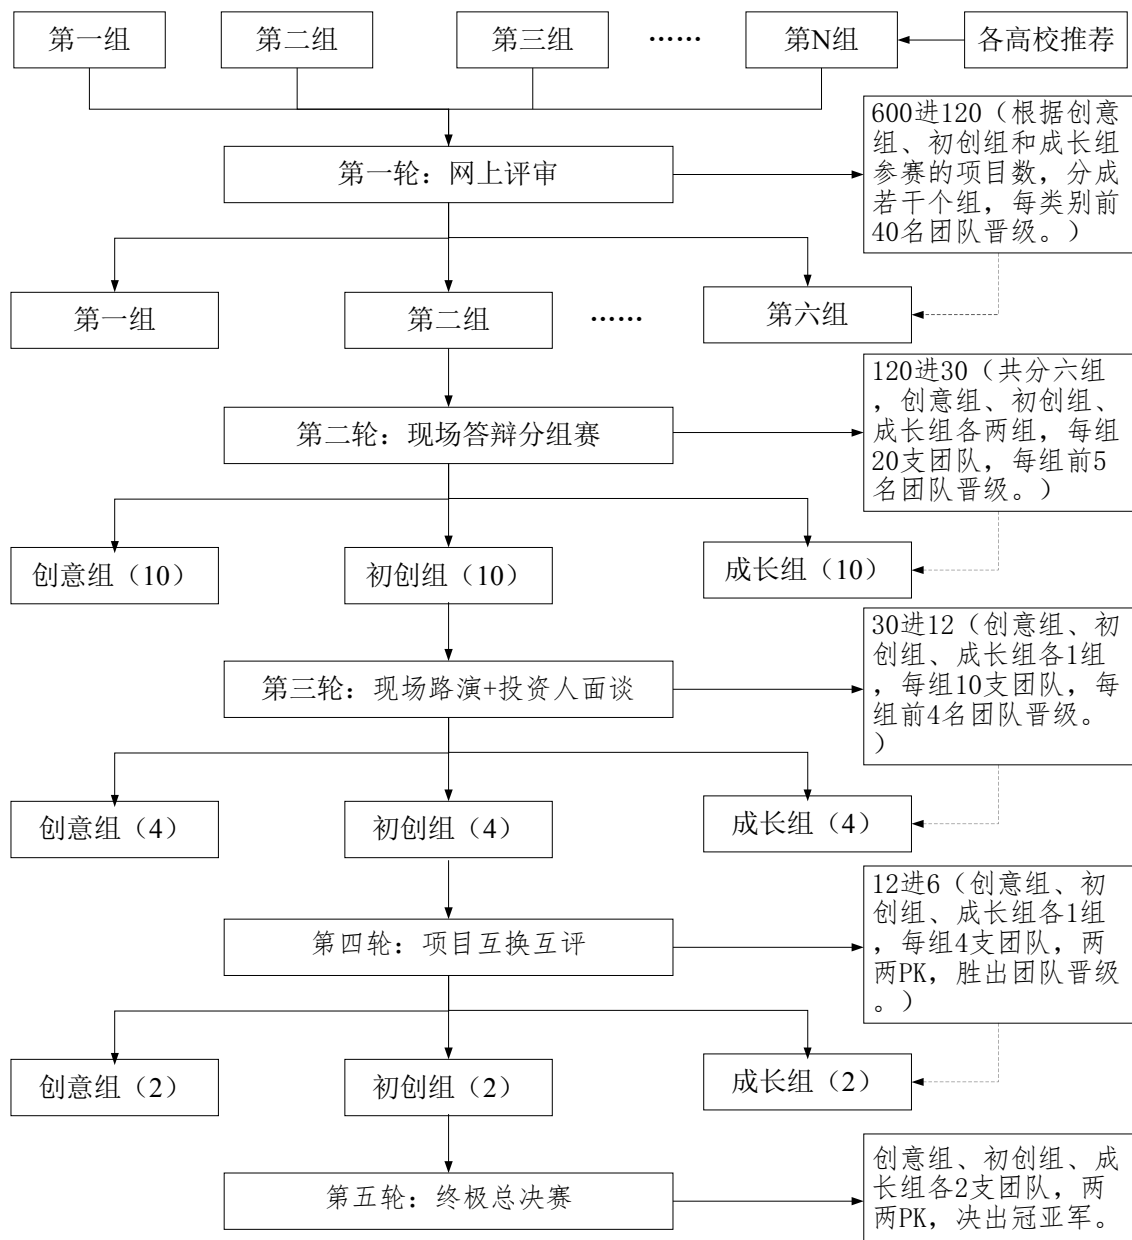 第一组
第二组
第三组
……
第N组
各高校推荐
600进120（根据创意
组、初创组和成长组
参赛的项目数，分成
若干个组，每类别前
40名团队晋级。）
第一轮：网上评审
第一组
第二组
……
第六组
120进30（共分六组
，创意组、初创组、
成长组各两组，每组
20支团队，每组前5
名团队晋级。）
第二轮：现场答辩分组赛
创意组（10）
初创组（10）
成长组（10）
30进12（创意组、初
创组、成长组各1组
，每组10支团队，每
组前4名团队晋级。
）
第三轮：现场路演+投资人面谈
创意组（4）
初创组（4）
成长组（4）
12进6（创意组、初
创组、成长组各1组
，每组4支团队，两
两PK，胜出团队晋级
。）
第四轮：项目互换互评
创意组（2）
初创组（2）
成长组（2）
创意组、初创组、成
长组各2支团队，两
两PK，决出冠亚军。
第五轮：终极总决赛